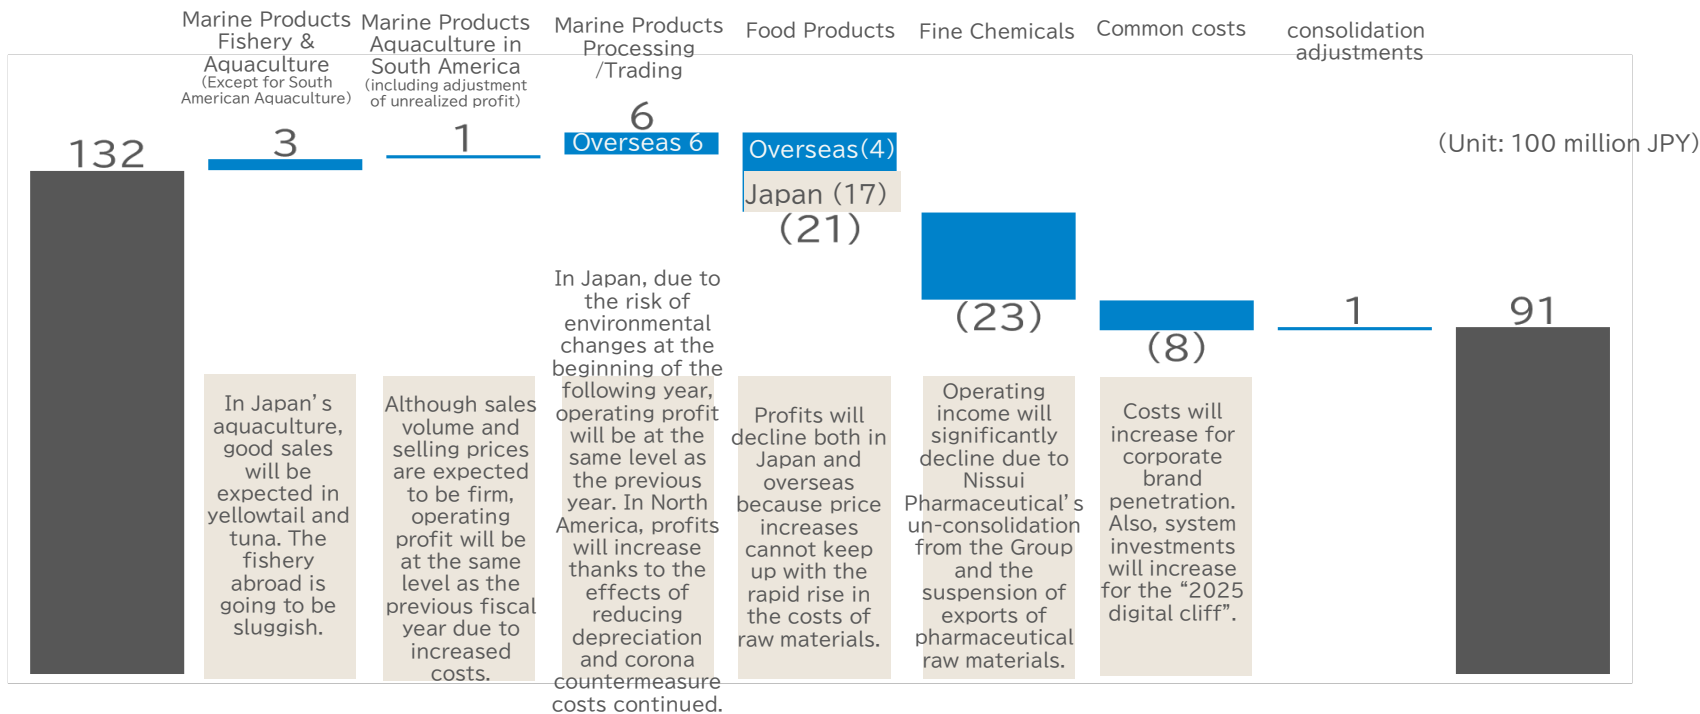 Marine Products
Fishery &
Aquaculture
(Except for South
American Aquaculture)
Marine Products
Aquaculture in
South America
(including adjustment
of unrealized profit)
Marine Products
Processing
/Trading
Food Products
Fine Chemicals
Common costs
consolidation
adjustments
(Unit: 100 million JPY)
132
3
1
6
Overseas 6
Overseas(4)
Japan (17)
(21)
(23)
(8)
1
91
In Japan’s
aquaculture,
good sales
will be
expected in
yellowtail and
tuna. The
fishery
abroad is
going to be
sluggish.
Although sales
volume and
selling prices
are expected
to be firm,
operating
profit will be
at the same
level as the
previous fiscal
year due to
increased
costs.
In Japan, due to
the risk of
environmental
changes at the
beginning of the
following year,
operating profit
will be at the
same level as
the previous
year. In North
America, profits
will increase
thanks to the
effects of
reducing
depreciation
and corona
countermeasure
costs continued.
Profits will
decline both in
Japan and
overseas
because price
increases
cannot keep
up with the
rapid rise in
the costs of
raw materials.
Operating
income will
significantly
decline due to
Nissui
Pharmaceutical’s
un-consolidation
from the Group
and the
suspension of
exports of
pharmaceutical
raw materials.
Costs will
increase for
corporate
brand
penetration.
Also, system
investments
will increase
for the “2025
digital cliff”.